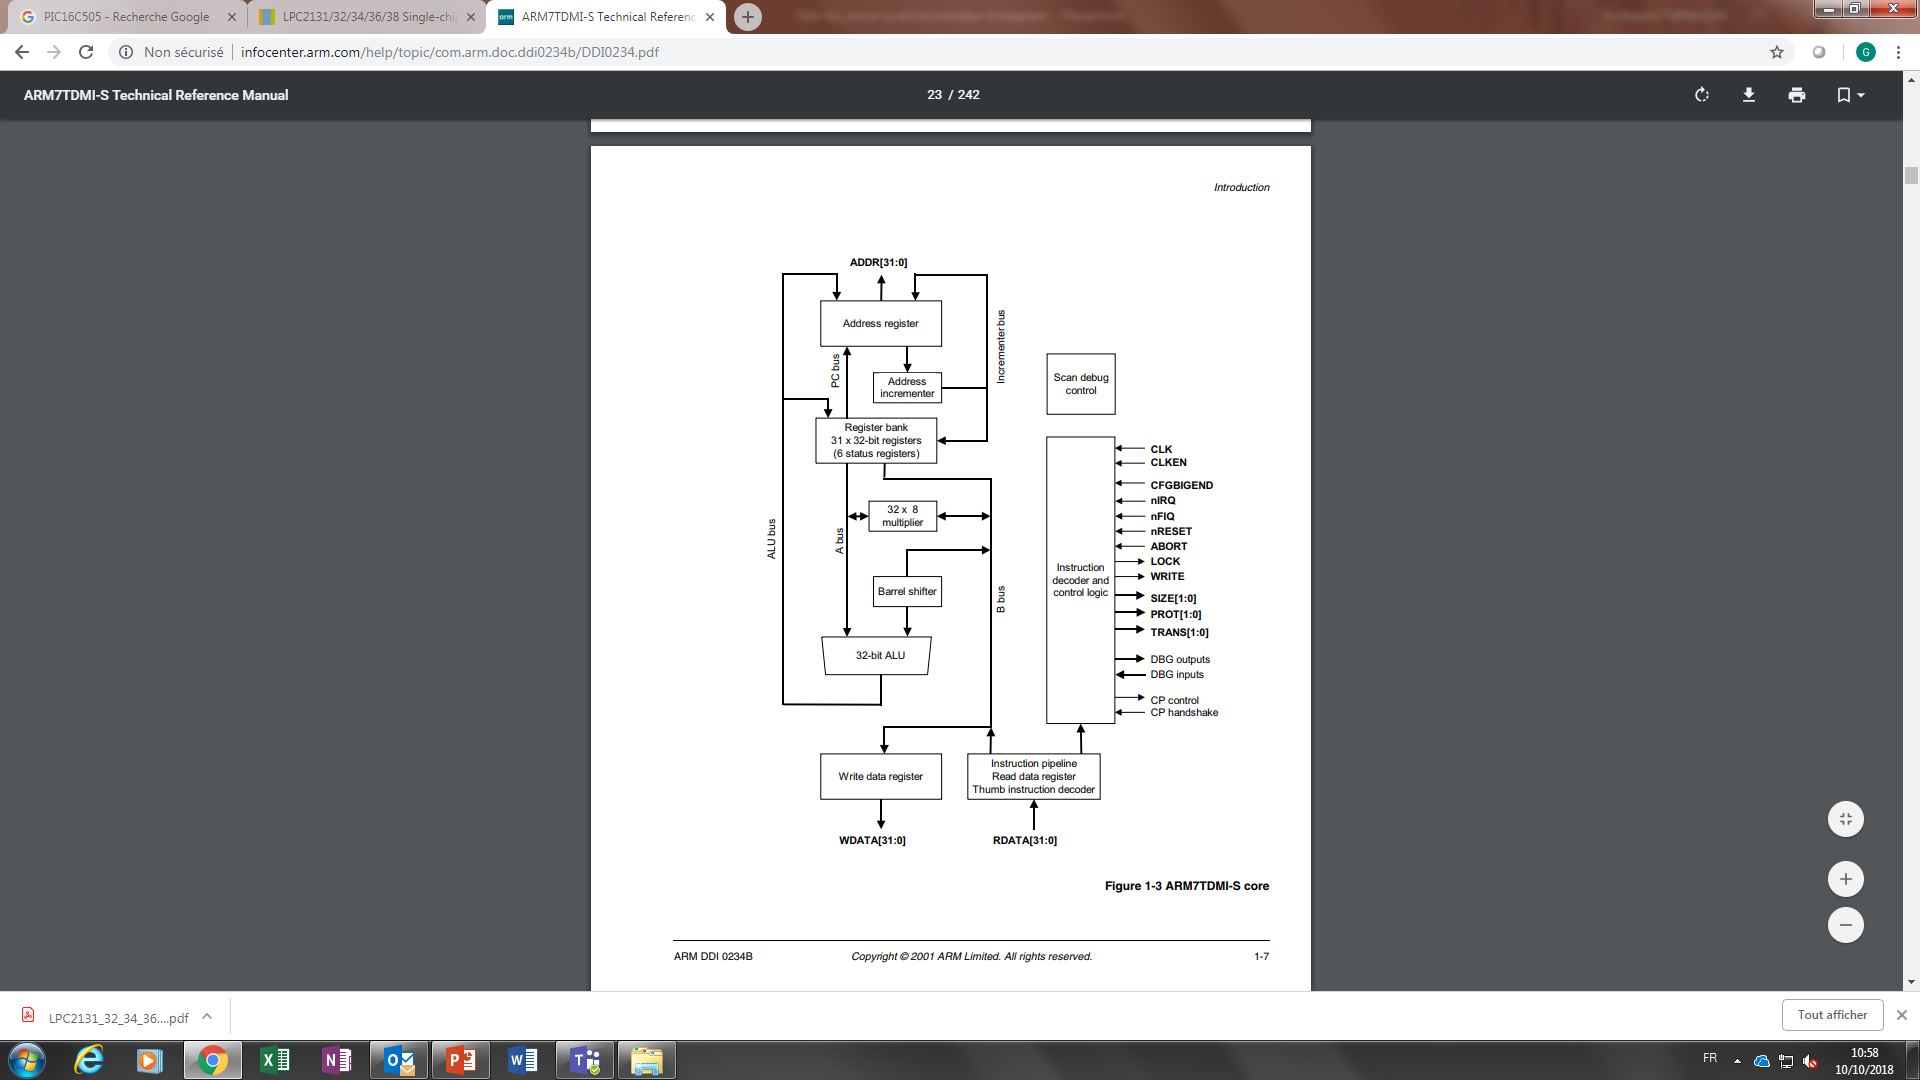 PIC16C505 - Recherche Google
LPC2131/32/34/36/38 Single-chi
ARM7TDMI-S Technical Referenc
Non sécurisé
infocenter.arm.com/help/topic/com.arm.doc.ddi0234b/DDI0234.pdf
G
ARM7TDMI-S Technical Reference Manual
23 / 242
Introduction
ADDR[31:0]
Address register
PC bus
Incrementer bus
Address
incrementer
Scan debug
control
Register bank
31 x 32-bit registers
(6 status registers)
CLK
CLKEN
CFGBIGEND
nIRQ
nFIQ
nRESET
ABORT
LOCK
WRITE
SIZE[1:0]
PROT[1:0]
TRANS[1:0]
DBG outputs
DBG inputs
CP control
CP handshake
32 x 8
multiplier
ALU bus
A bus
B bus
Instruction
decoder and
control logic
Barrel shifter
32-bit ALU
Write data register
Instruction pipeline
Read data register
Thumb instruction decoder
WDATA[31:0]
RDATA[31:0]
Figure 1-3 ARM7TDMI-S core
ARM DDI 0234B
Copyright © 2001 ARM Limited. All rights reserved.
1-7
LPC2131_32_34_36....pdf
Tout afficher
FR
10:58
10/10/2018